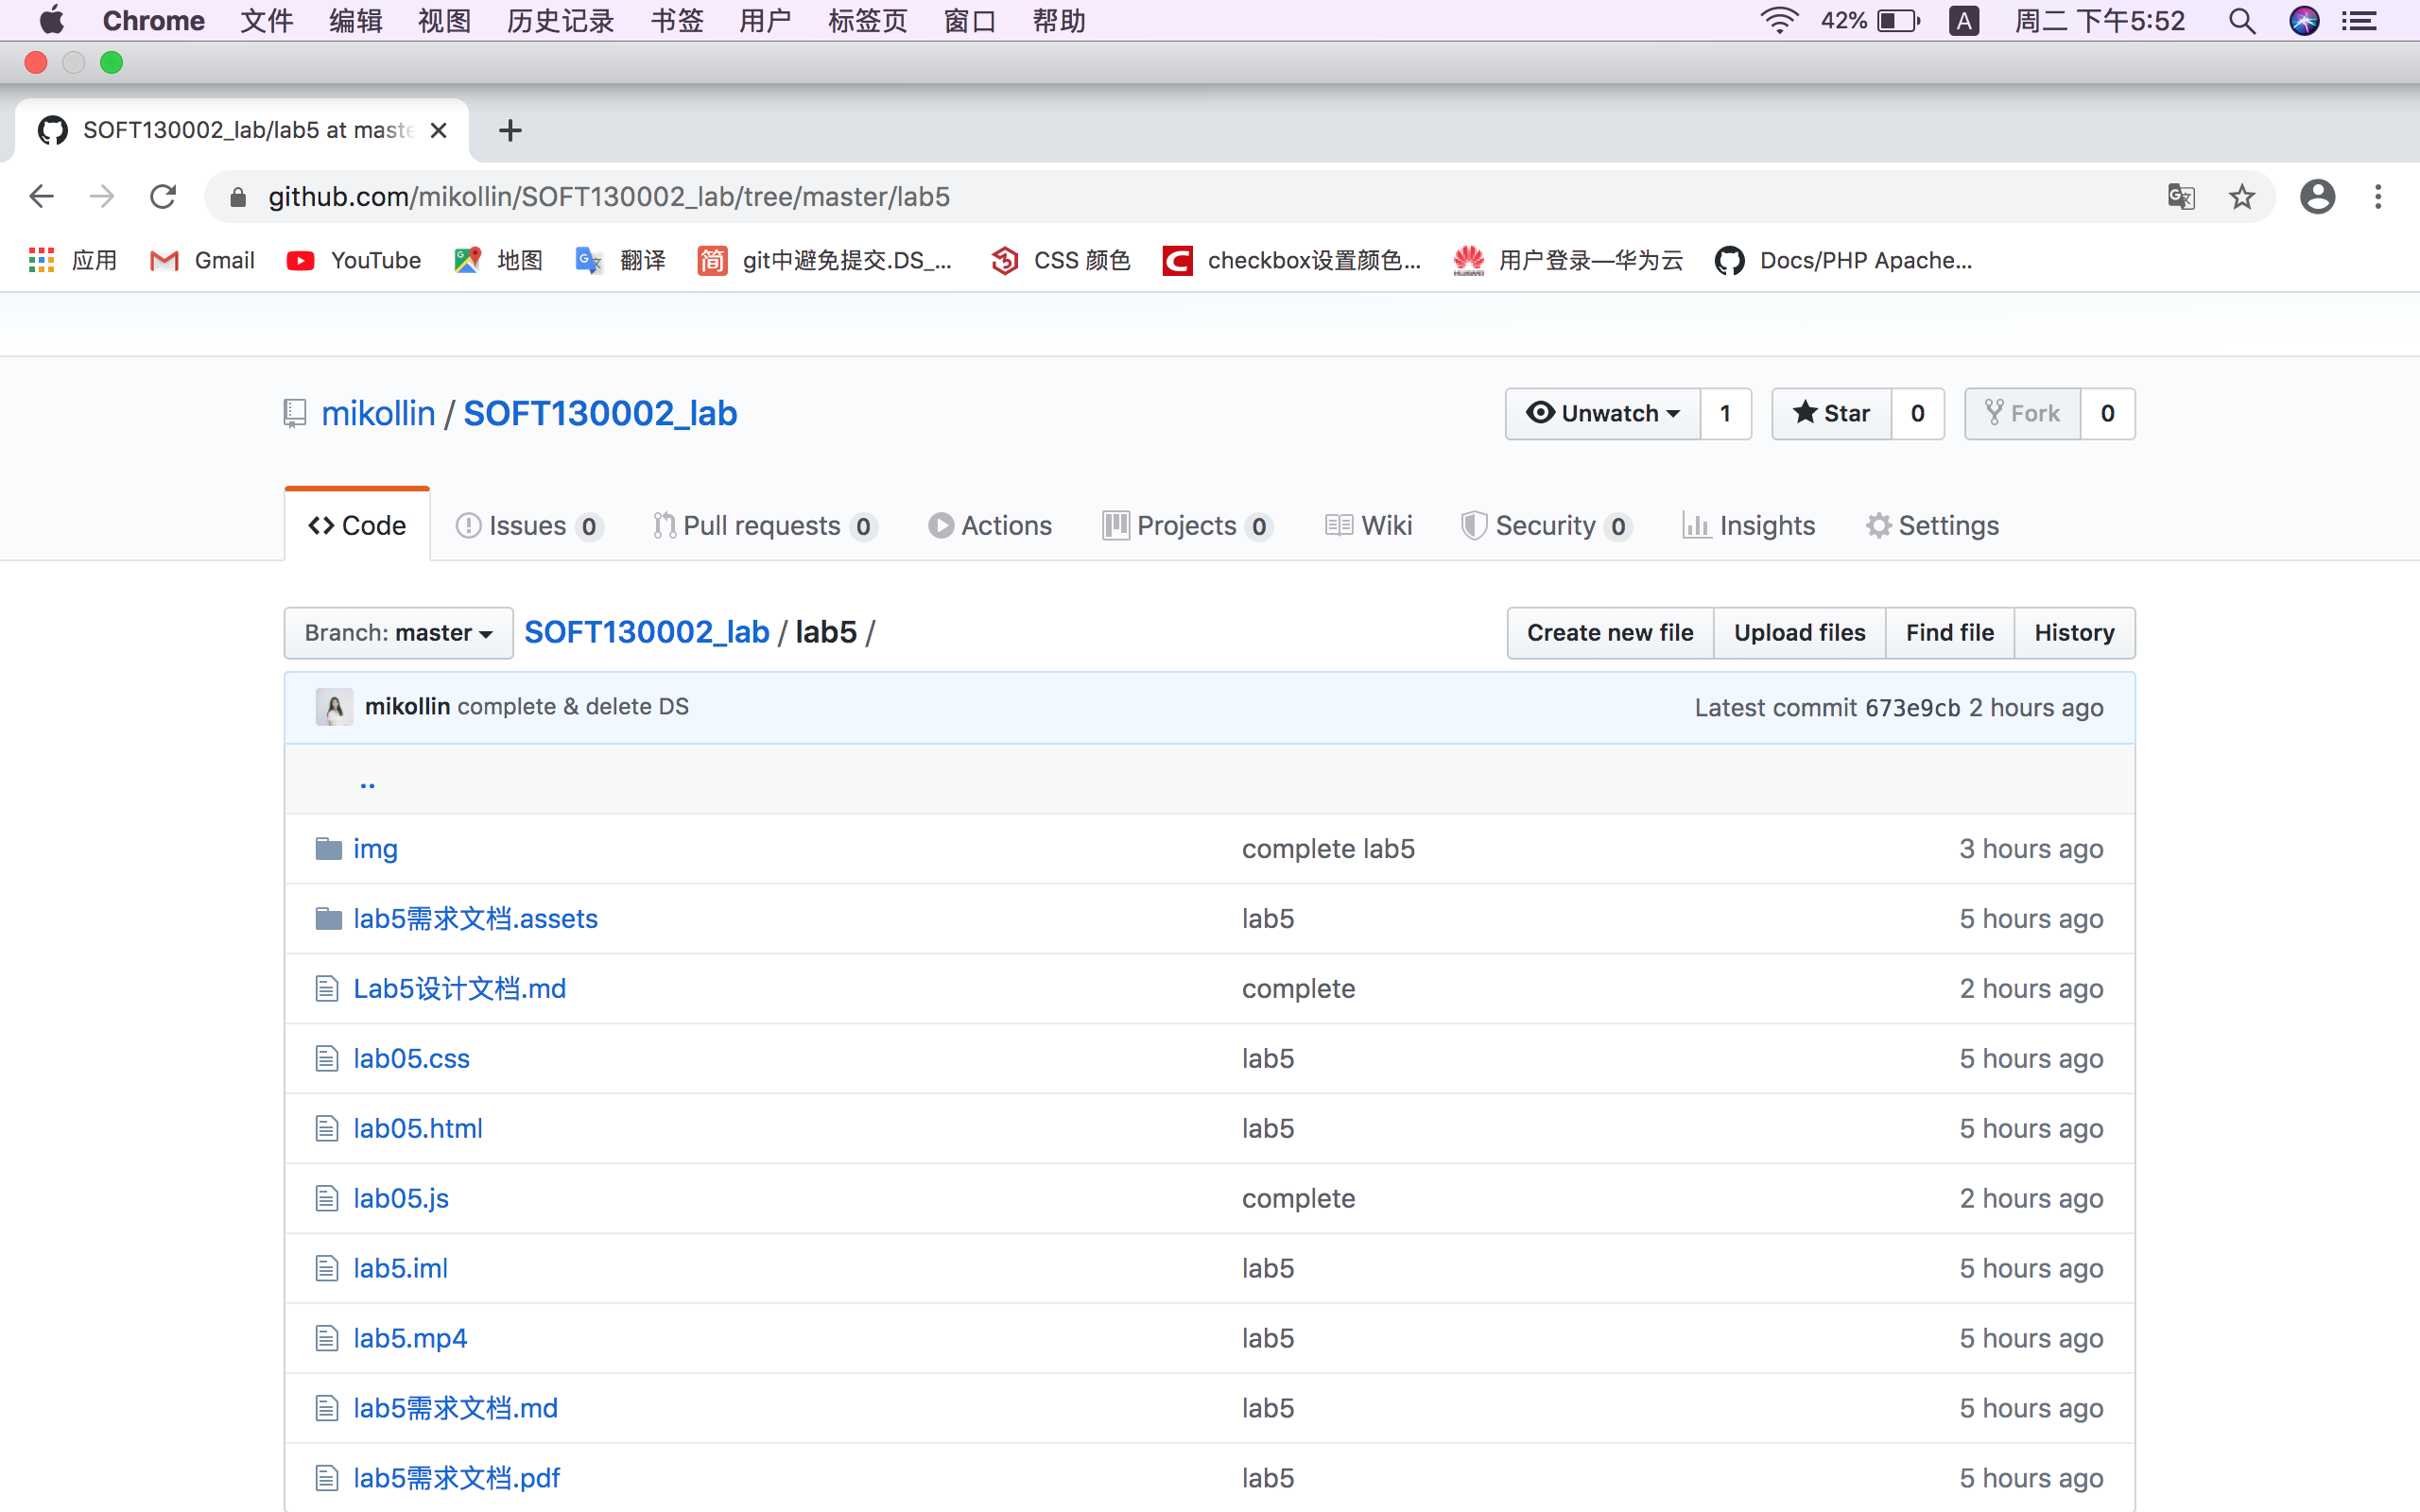 Chrome 文件 编辑 视图 历史记录 书签 用户 标签页 窗口 帮助 42% A 周二 下午5:52
SOFT130002_lab/lab5 at maste
github.com/mikollin/SOFT130002_lab/tree/master/lab5
应用 Gmail YouTube 地图 翻译 简 git中避免提交.DS_... CSS 颜色 checkbox设置颜色... 用户登录—华为云 Docs/PHP Apache...
mikollin / SOFT130002_lab Unwatch 1 Star 0 Fork 0
Code Issues 0 Pull requests 0 Actions Projects 0 Wiki Security 0 Insights Settings
Branch: master SOFT130002_lab / lab5 / Create new file Upload files Find file History
mikollin complete & delete DS Latest commit 673e9cb 2 hours ago
..
img complete lab5 3 hours ago
lab5需求文档.assets lab5 5 hours ago
Lab5设计文档.md complete 2 hours ago
lab05.css lab5 5 hours ago
lab05.html lab5 5 hours ago
lab05.js complete 2 hours ago
lab5.iml lab5 5 hours ago
lab5.mp4 lab5 5 hours ago
lab5需求文档.md lab5 5 hours ago
lab5需求文档.pdf lab5 5 hours ago